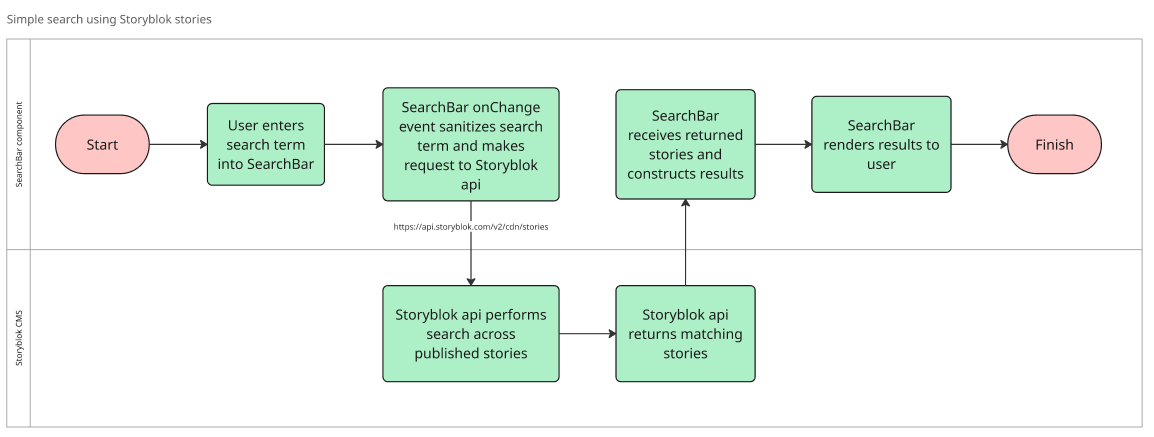 Simple search using Storyblok stories
SearchBar component
Start
User enters
search term
into SearchBar
SearchBar onChange
event sanitizes search
term and makes
request to Storyblok
api
https://api.storyblok.com/v2/cdn/stories
SearchBar
receives returned
stories and
constructs results
SearchBar
renders results to
user
Finish
Storyblok CMS
Storyblok api performs
search across
published stories
Storyblok api
returns matching
stories